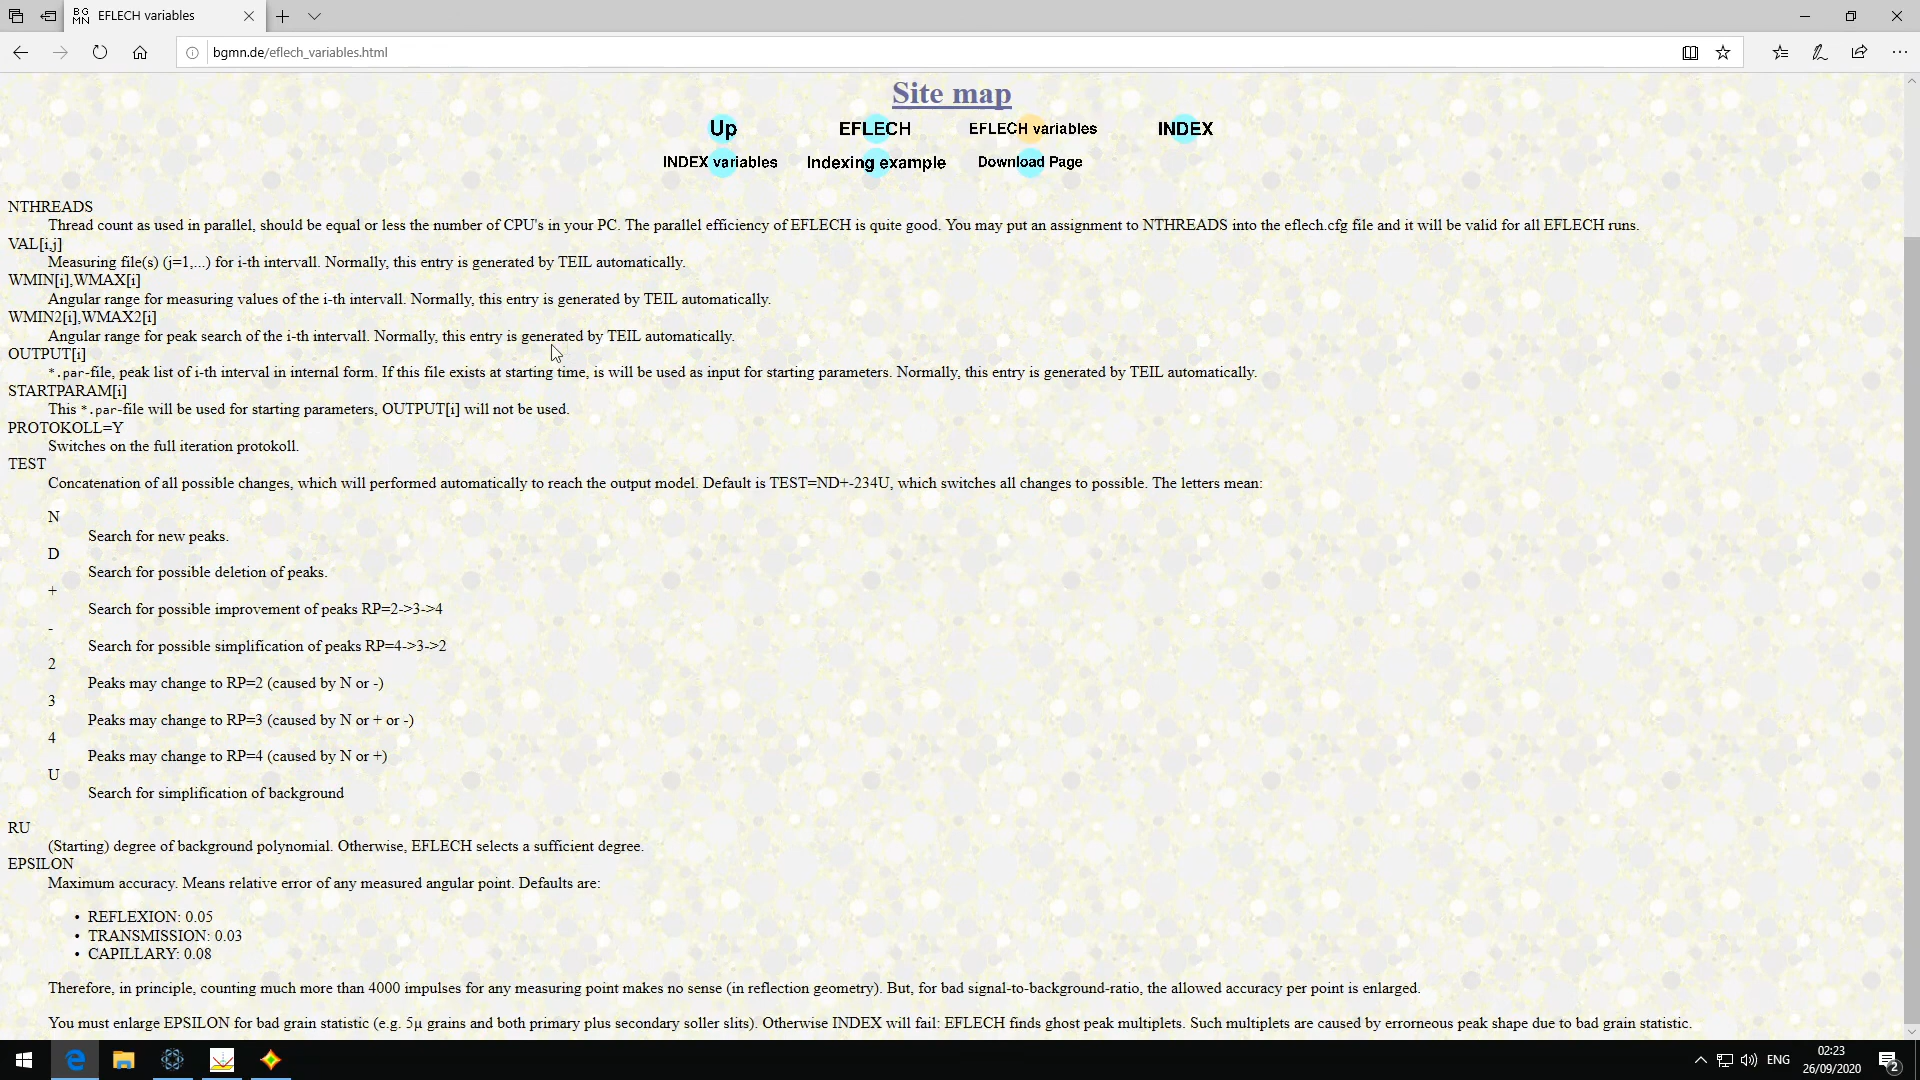 BG
MN
EFLECH variables
bgmn.de/eflech_variables.html
Site map
Up
EFLECH
EFLECH variables
INDEX
INDEX variables
Indexing example
Download Page
NTHREADS
Thread count as used in parallel, should be equal or less the number of CPU's in your PC. The parallel efficiency of EFLECH is quite good. You may put an assignment to NTHREADS into the eflech.cfg file and it will be valid for all EFLECH runs.
VAL[i,j]
Measuring file(s) (j=1,...) for i-th intervall. Normally, this entry is generated by TEIL automatically.
WMIN[i],WMAX[i]
Angular range for measuring values of the i-th intervall. Normally, this entry is generated by TEIL automatically.
WMIN2[i],WMAX2[i]
Angular range for peak search of the i-th intervall. Normally, this entry is generated by TEIL automatically.
OUTPUT[i]
*.par-file, peak list of i-th interval in internal form. If this file exists at starting time, is will be used as input for starting parameters. Normally, this entry is generated by TEIL automatically.
STARTPARAM[i]
This *.par-file will be used for starting parameters, OUTPUT[i] will not be used.
PROTOKOLL=Y
Switches on the full iteration protokoll.
TEST
Concatenation of all possible changes, which will performed automatically to reach the output model. Default is TEST=ND+-234U, which switches all changes to possible. The letters mean:
N
Search for new peaks.
D
Search for possible deletion of peaks.
+
Search for possible improvement of peaks RP=2->3->4
-
Search for possible simplification of peaks RP=4->3->2
2
Peaks may change to RP=2 (caused by N or -)
3
Peaks may change to RP=3 (caused by N or + or -)
4
Peaks may change to RP=4 (caused by N or +)
U
Search for simplification of background
RU
(Starting) degree of background polynomial. Otherwise, EFLECH selects a sufficient degree.
EPSILON
Maximum accuracy. Means relative error of any measured angular point. Defaults are:
• REFLEXION: 0.05
• TRANSMISSION: 0.03
• CAPILLARY: 0.08
Therefore, in principle, counting much more than 4000 impulses for any measuring point makes no sense (in reflection geometry). But, for bad signal-to-background-ratio, the allowed accuracy per point is enlarged.
You must enlarge EPSILON for bad grain statistic (e.g. 5μ grains and both primary plus secondary soller slits). Otherwise INDEX will fail: EFLECH finds ghost peak multiplets. Such multiplets are caused by errorneous peak shape due to bad grain statistic.
ENG
02:23
26/09/2020
2